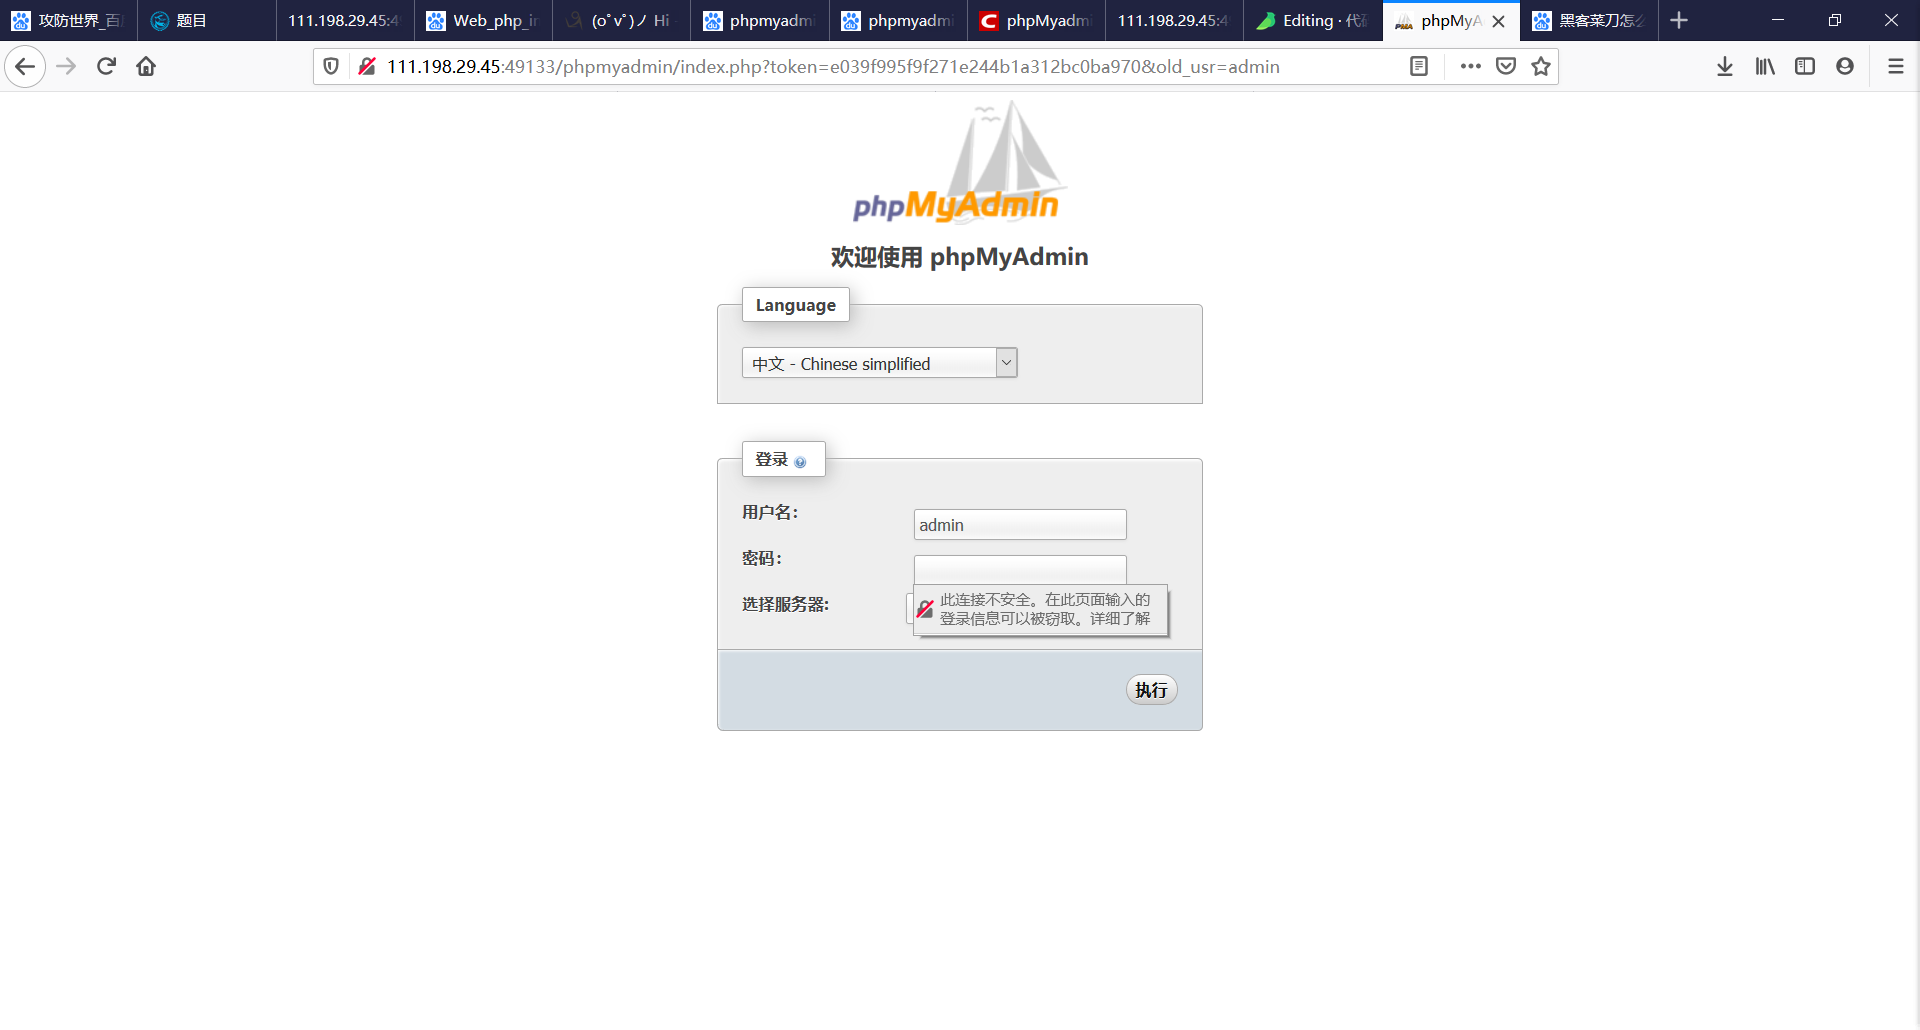 攻防世界_百
题目
111.198.29.45:4
Web_php_i
(o˚v˚)ノ Hi
phpmyadmi
phpmyadmi
phpMyadmi
111.198.29.45:4
Editing · 代
phpMyA
黑客菜刀怎
111.198.29.45:49133/phpmyadmin/index.php?token=e039f995f9f271e244b1a312bc0ba970&old_usr=admin
phpMyAdmin
欢迎使用 phpMyAdmin
Language
中文 - Chinese simplified
登录
用户名：
admin
密码：
选择服务器:
此连接不安全。在此页面输入的
登录信息可以被窃取。详细了解
执行